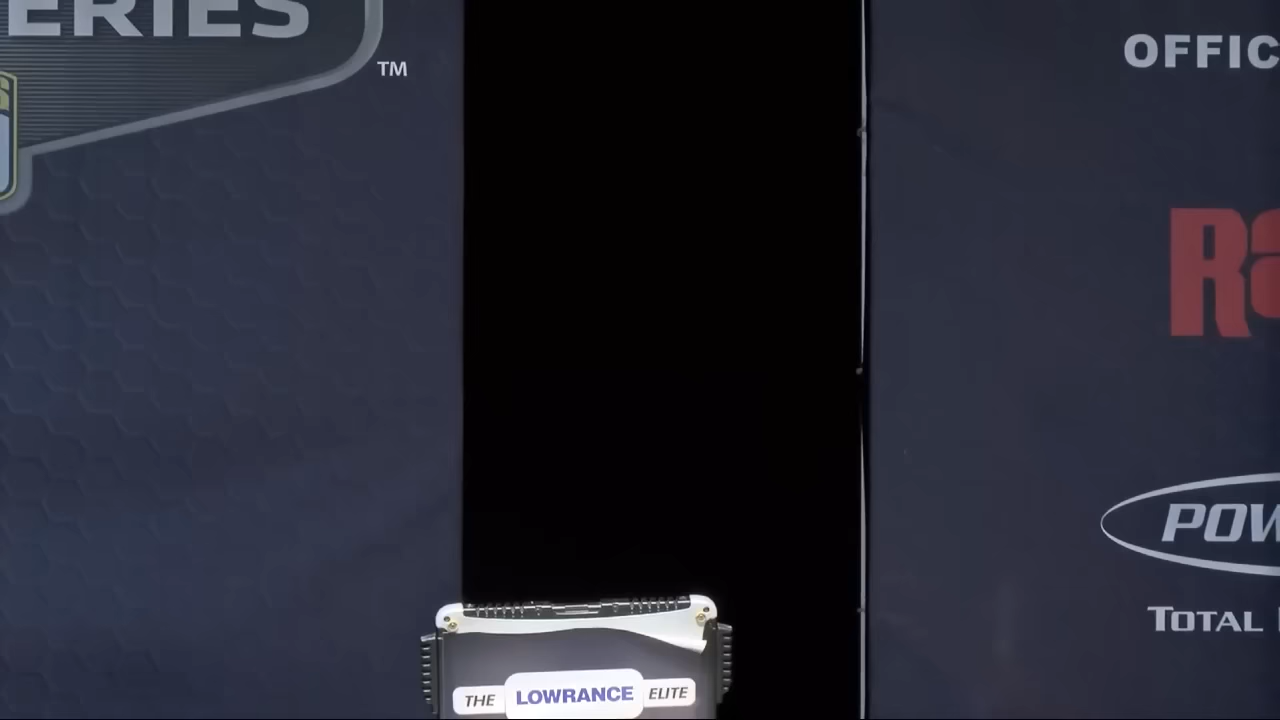 ERIES
TM
OFFIC
Ra
POW
TOTAL
THE LOWRANCE ELITE